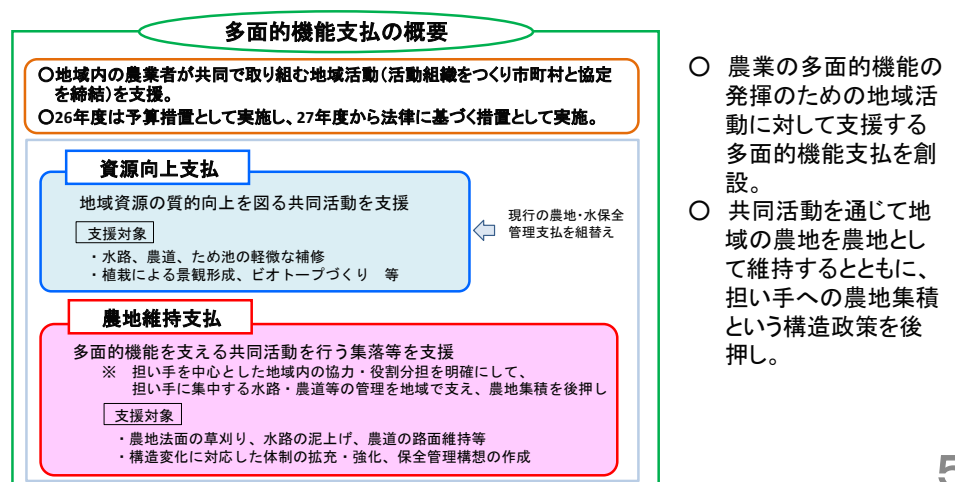 多面的機能支払の概要
○地域内の農業者が共同で取り組む地域活動（活動組織をつくり市町村と協定
を締結）を支援。
○26年度は予算措置として実施し、27年度から法律に基づく措置として実施。
資源向上支払
地域資源の質的向上を図る共同活動を支援
支援対象
・水路、農道、ため池の軽微な補修
・植栽による景観形成、ビオトープづくり　等
現行の農地・水保全
管理支払を組替え
農地維持支払
多面的機能を支える共同活動を行う集落等を支援
※　担い手を中心とした地域内の協力・役割分担を明確にして、
担い手に集中する水路・農道等の管理を地域で支え、農地集積を後押し
支援対象
・農地法面の草刈り、水路の泥上げ、農道の路面維持等
・構造変化に対応した体制の拡充・強化、保全管理構想の作成
○　農業の多面的機能の
発揮のための地域活
動に対して支援する
多面的機能支払を創
設。
○　共同活動を通じて地
域の農地を農地とし
て維持するとともに、
担い手への農地集積
という構造政策を後
押し。
5